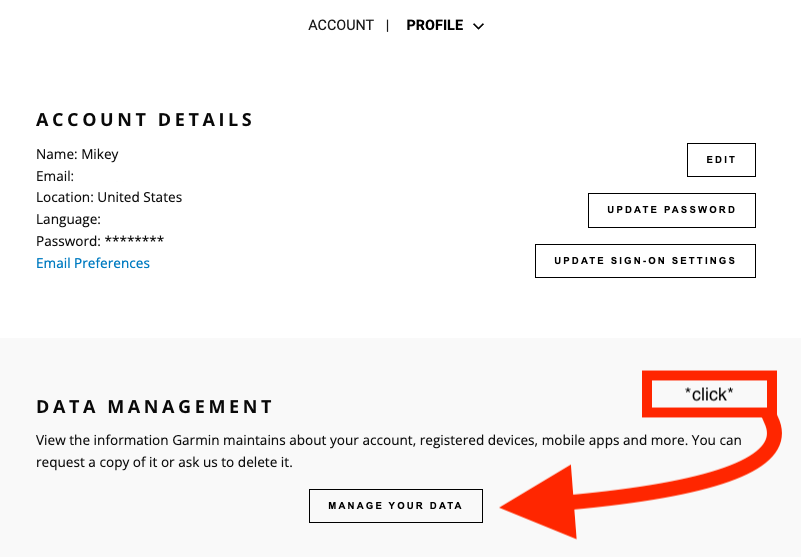 ACCOUNT | PROFILE
ACCOUNT DETAILS
Name: Mikey
EDIT
Email:
Location: United States
UPDATE PASSWORD
Language:
Password: ********
Email Preferences
UPDATE SIGN-ON SETTINGS
*click*
DATA MANAGEMENT
View the information Garmin maintains about your account, registered devices, mobile apps and more. You can
request a copy of it or ask us to delete it.
MANAGE YOUR DATA